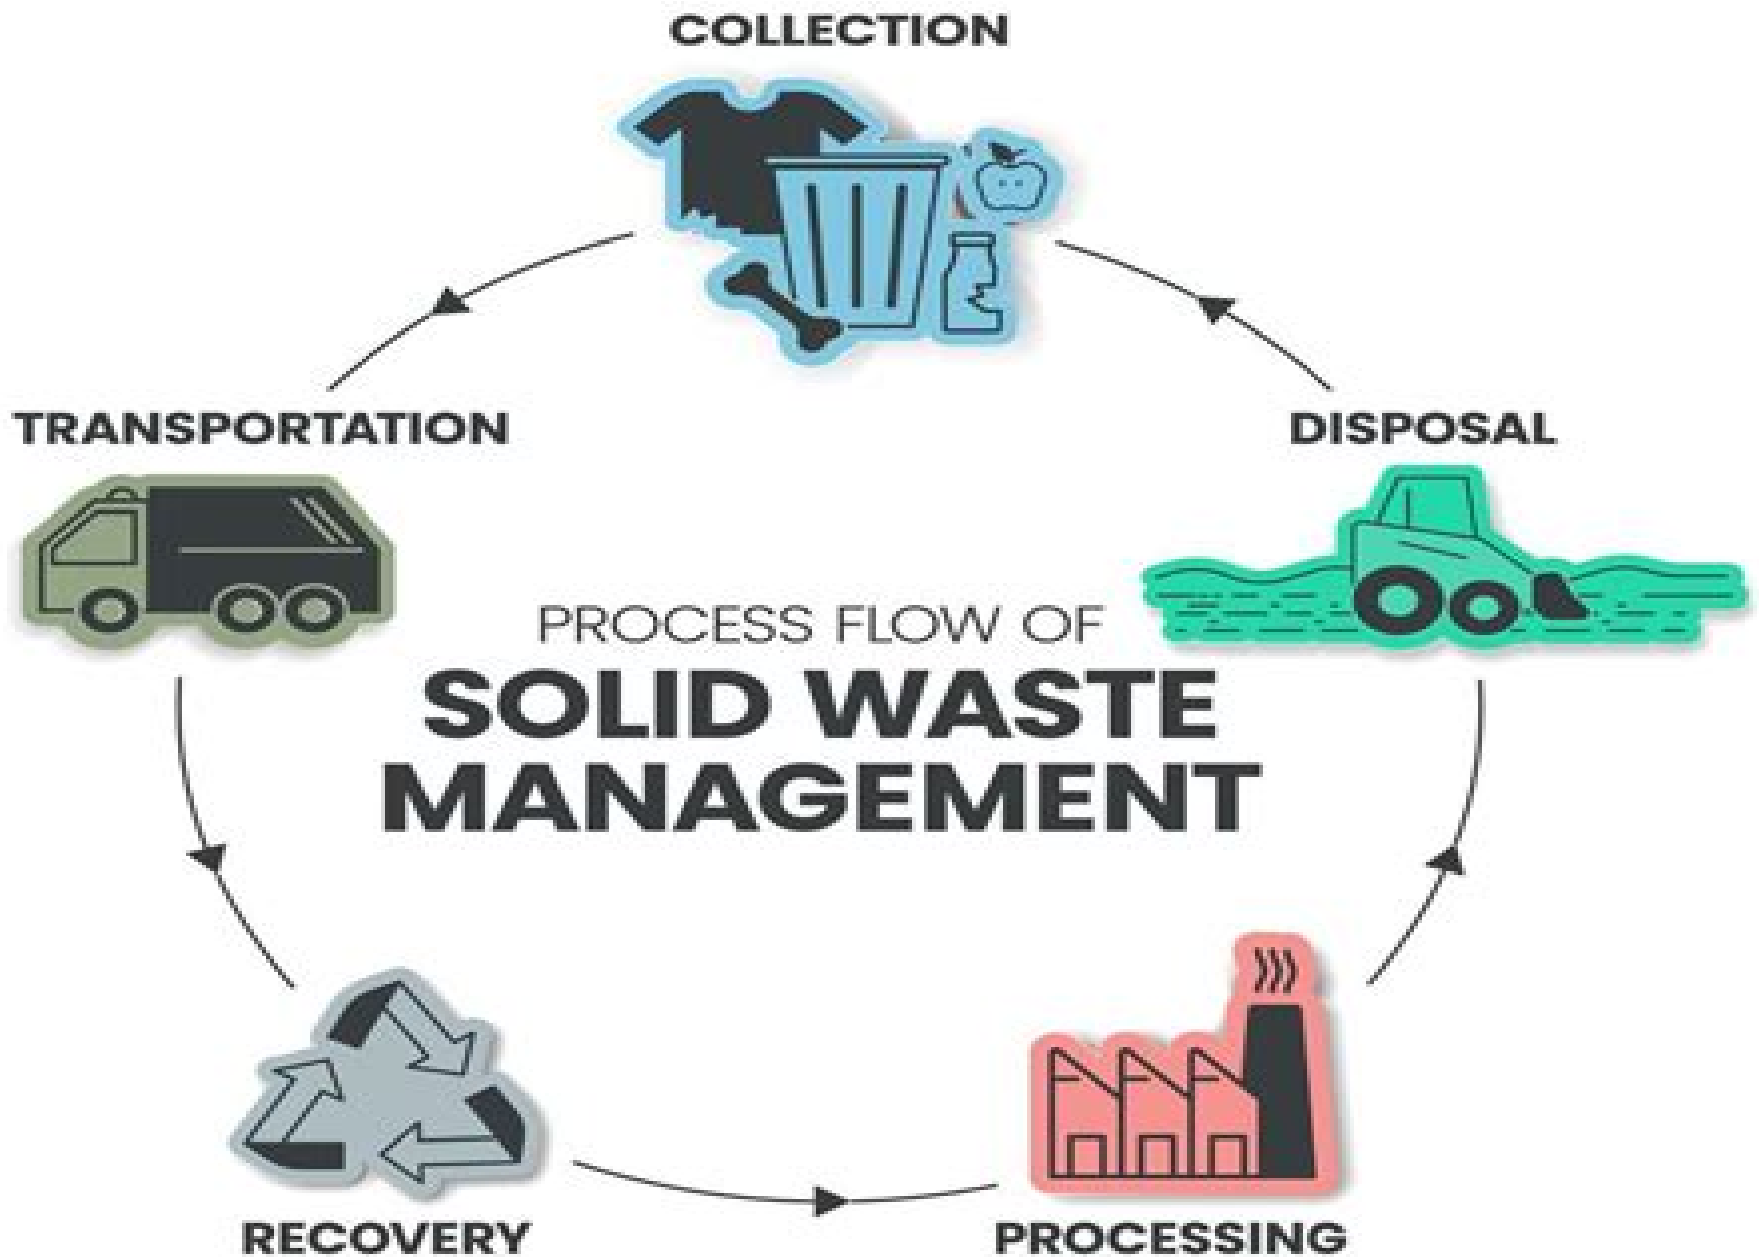 COLLECTION
TRANSPORTATION
DISPOSAL
PROCESS FLOW OF
SOLID WASTE
MANAGEMENT
RECOVERY
PROCESSING